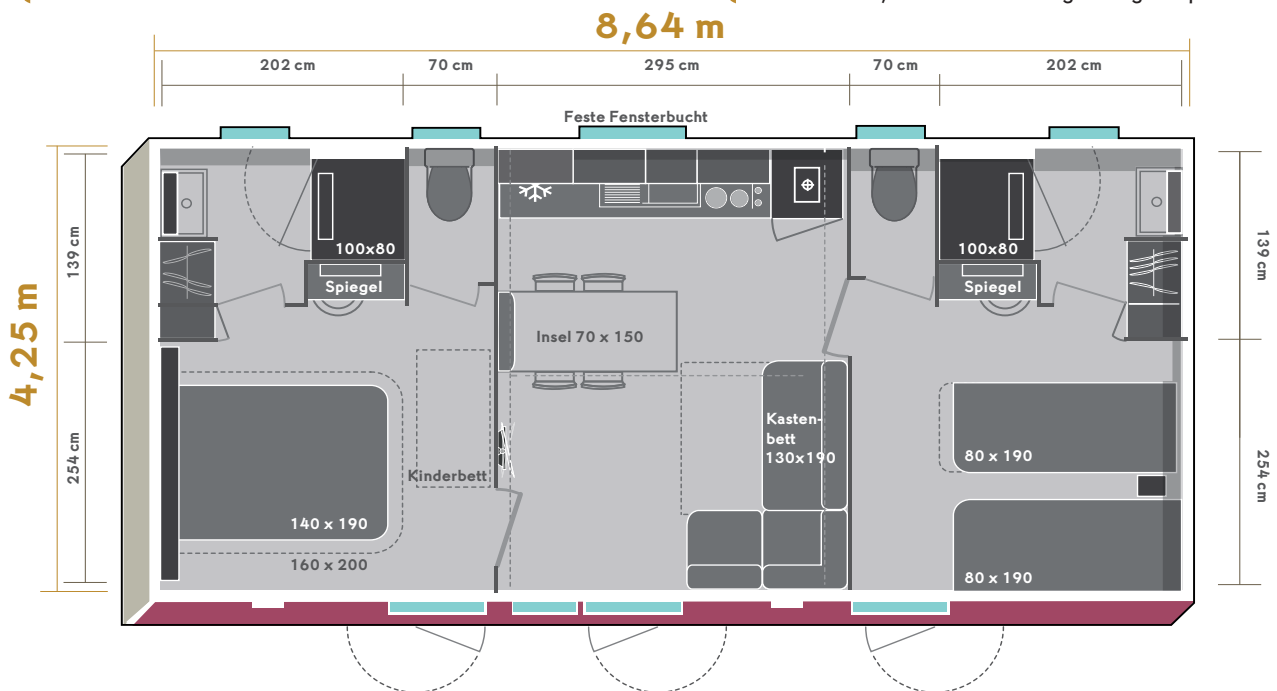 8,64 m
202 cm
70 cm
295 cm
70 cm
202 cm
Feste Fensterbucht
4,25 m
139 cm
254 cm
100x80
Spiegel
Insel 70 x 150
100x80
Spiegel
139 cm
254 cm
Kasten-
bett
130x190
Kinderbett
140 x 190
160 x 200
80 x 190
80 x 190